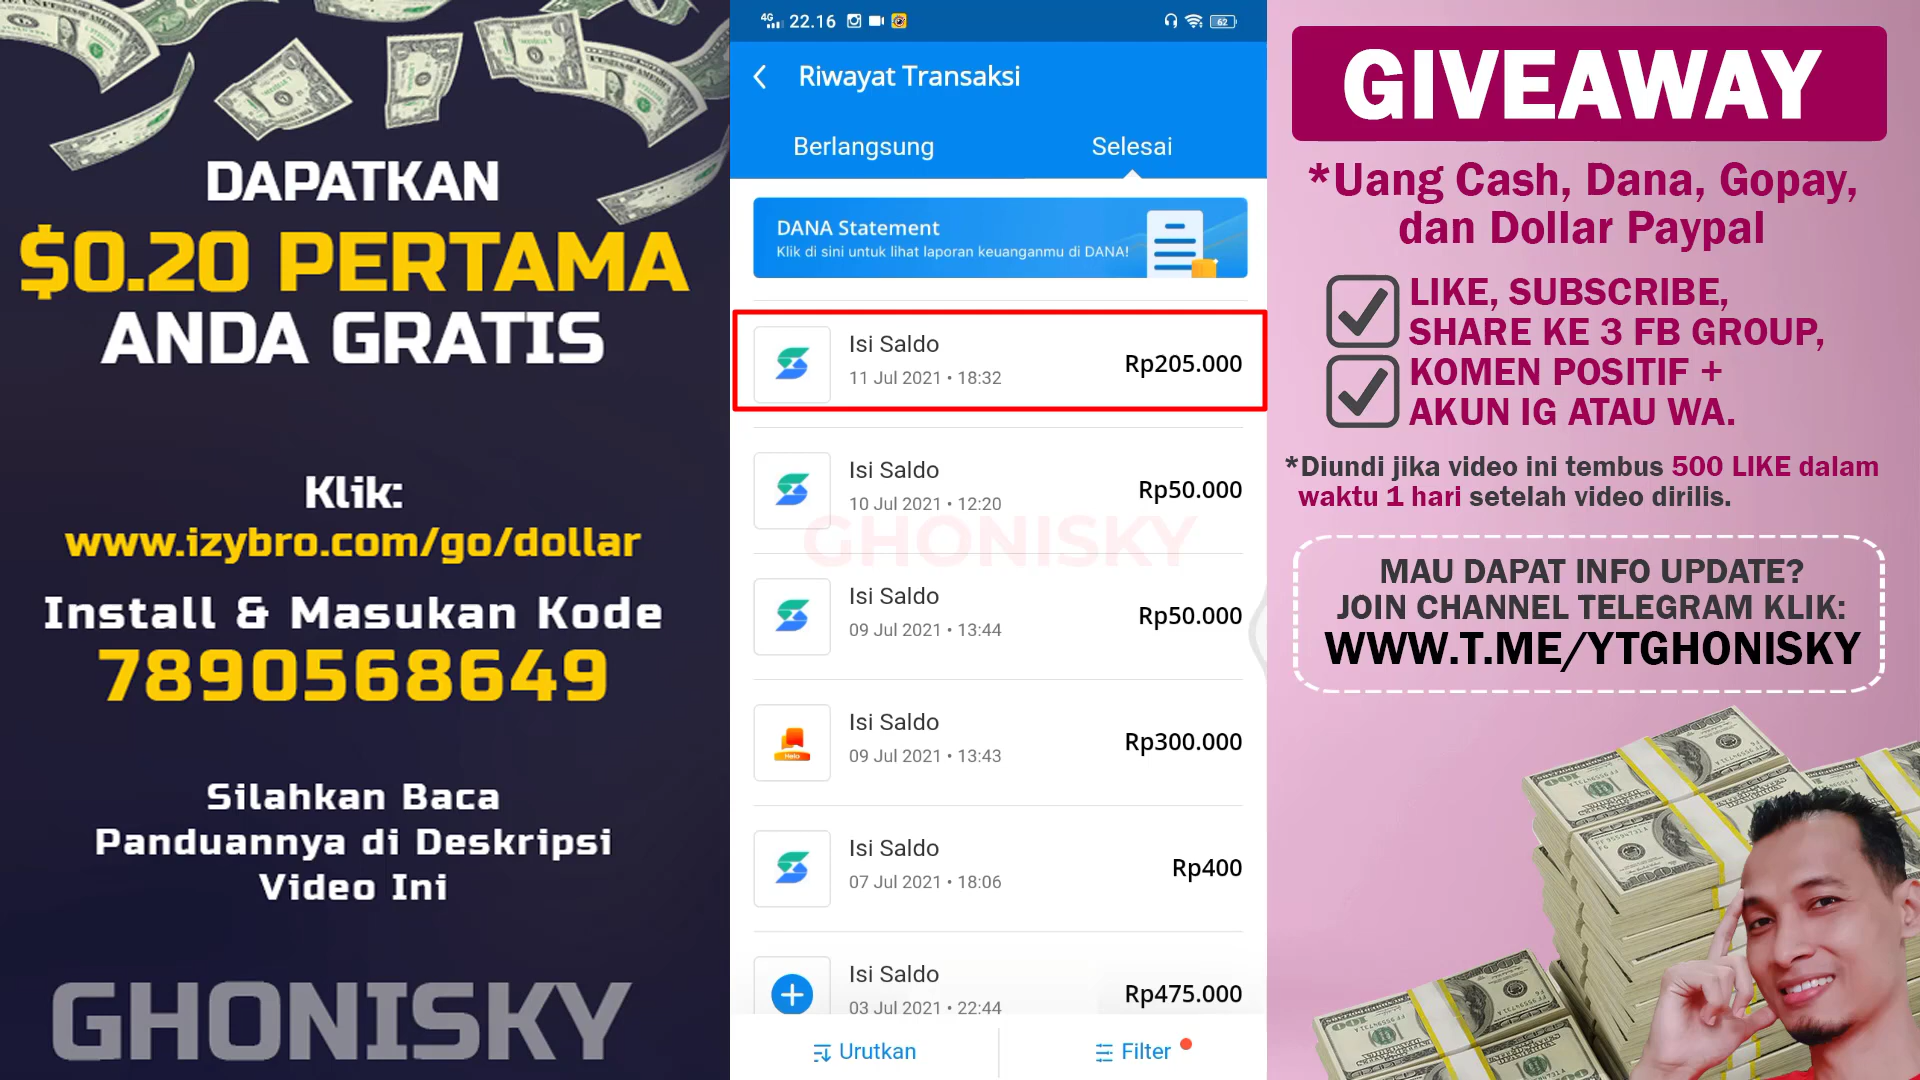 DAPATKAN
$0.20 PERTAMA
ANDA GRATIS
Klik:
www.izybro.com/go/dollar
Install & Masukan Kode
7890568649
Silahkan Baca
Panduannya di Deskripsi
Video Ini
GHONISKY
4G 22.16 62
Riwayat Transaksi
Berlangsung Selesai
DANA Statement
Klik di sini untuk lihat laporan keuanganmu di DANA!
Isi Saldo
11 Jul 2021 • 18:32
Rp205.000
Isi Saldo
10 Jul 2021 • 12:20
Rp50.000
GHONISKY
Isi Saldo
09 Jul 2021 • 13:44
Rp50.000
Isi Saldo
09 Jul 2021 • 13:43
Rp300.000
Helo
Isi Saldo
07 Jul 2021 • 18:06
Rp400
Isi Saldo
03 Jul 2021 • 22:44
Rp475.000
Urutkan Filter
GIVEAWAY
*Uang Cash, Dana, Gopay,
dan Dollar Paypal
LIKE, SUBSCRIBE,
SHARE KE 3 FB GROUP,
KOMEN POSITIF +
AKUN IG ATAU WA.
*Diundi jika video ini tembus 500 LIKE dalam
waktu 1 hari setelah video dirilis.
MAU DAPAT INFO UPDATE?
JOIN CHANNEL TELEGRAM KLIK:
WWW.T.ME/YTGHONISKY